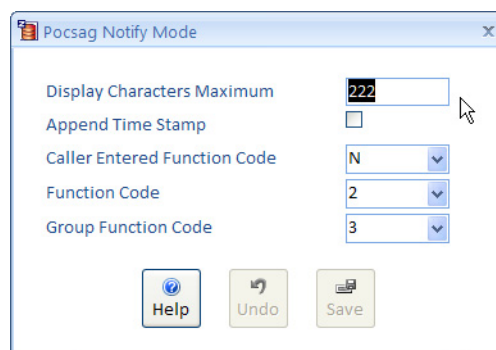 Pocsag Notify Mode x
Display Characters Maximum 222
Append Time Stamp
Caller Entered Function Code N
Function Code 2
Group Function Code 3
Help Undo Save